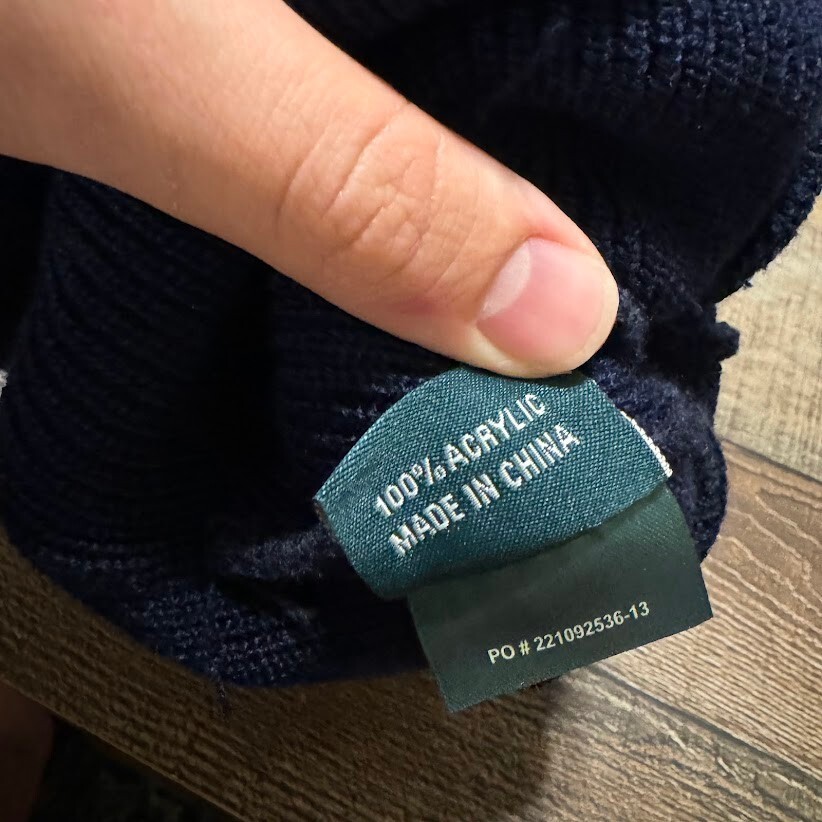 100% ACRYLIC
MADE IN CHINA
PO # 221092536-13